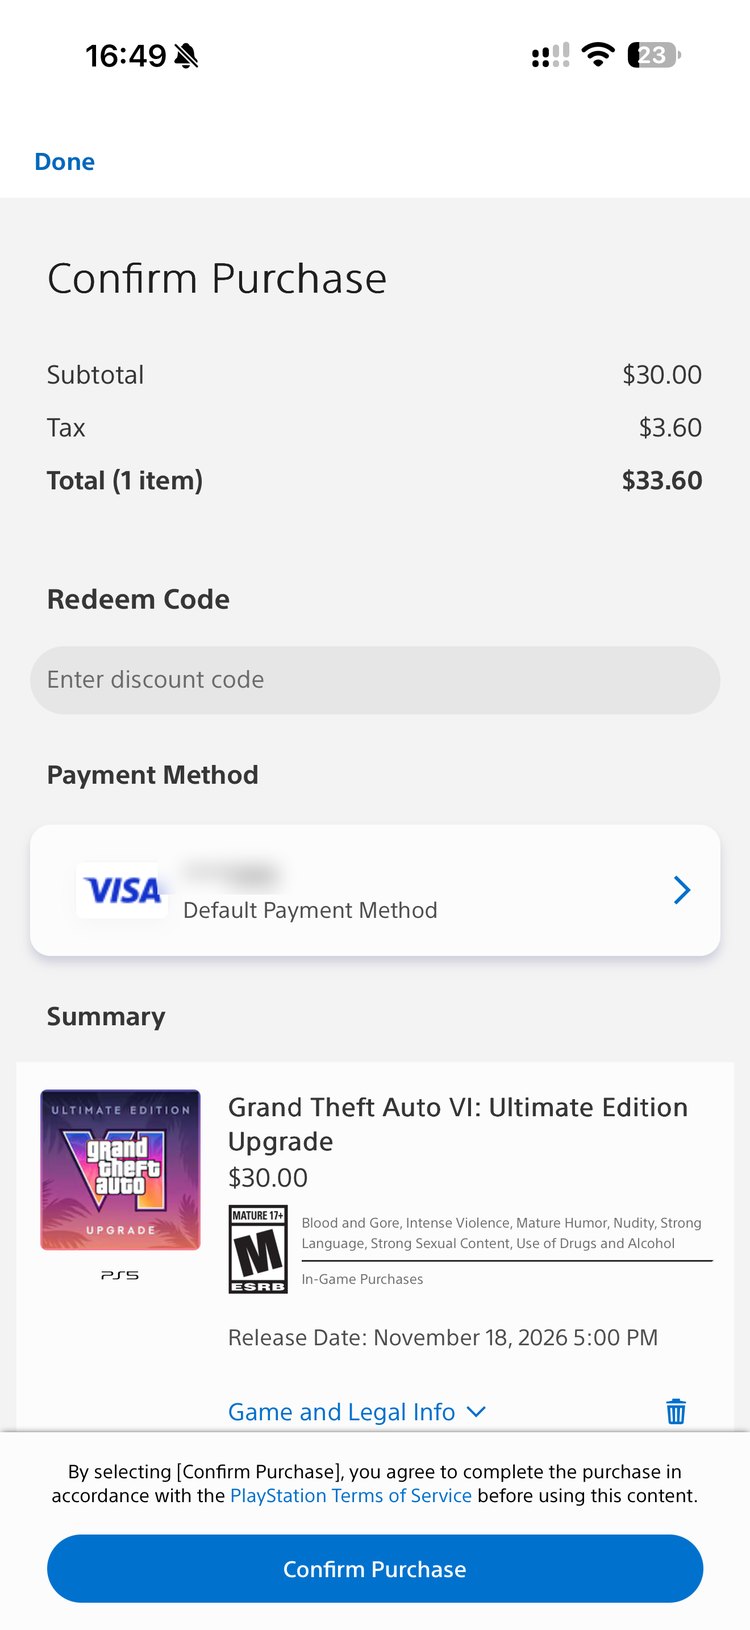 16:49
23
Done
Confirm Purchase
Subtotal $30.00
Tax $3.60
Total (1 item) $33.60
Redeem Code
Enter discount code
Payment Method
VISA
Default Payment Method
Summary
ULTIMATE EDITION
VI
grand
theft
auto
UPGRADE
PS5
Grand Theft Auto VI: Ultimate Edition
Upgrade
$30.00
MATURE 17+
M
ESRB
Blood and Gore, Intense Violence, Mature Humor, Nudity, Strong
Language, Strong Sexual Content, Use of Drugs and Alcohol
In-Game Purchases
Release Date: November 18, 2026 5:00 PM
Game and Legal Info
By selecting [Confirm Purchase], you agree to complete the purchase in
accordance with the PlayStation Terms of Service before using this content.
Confirm Purchase